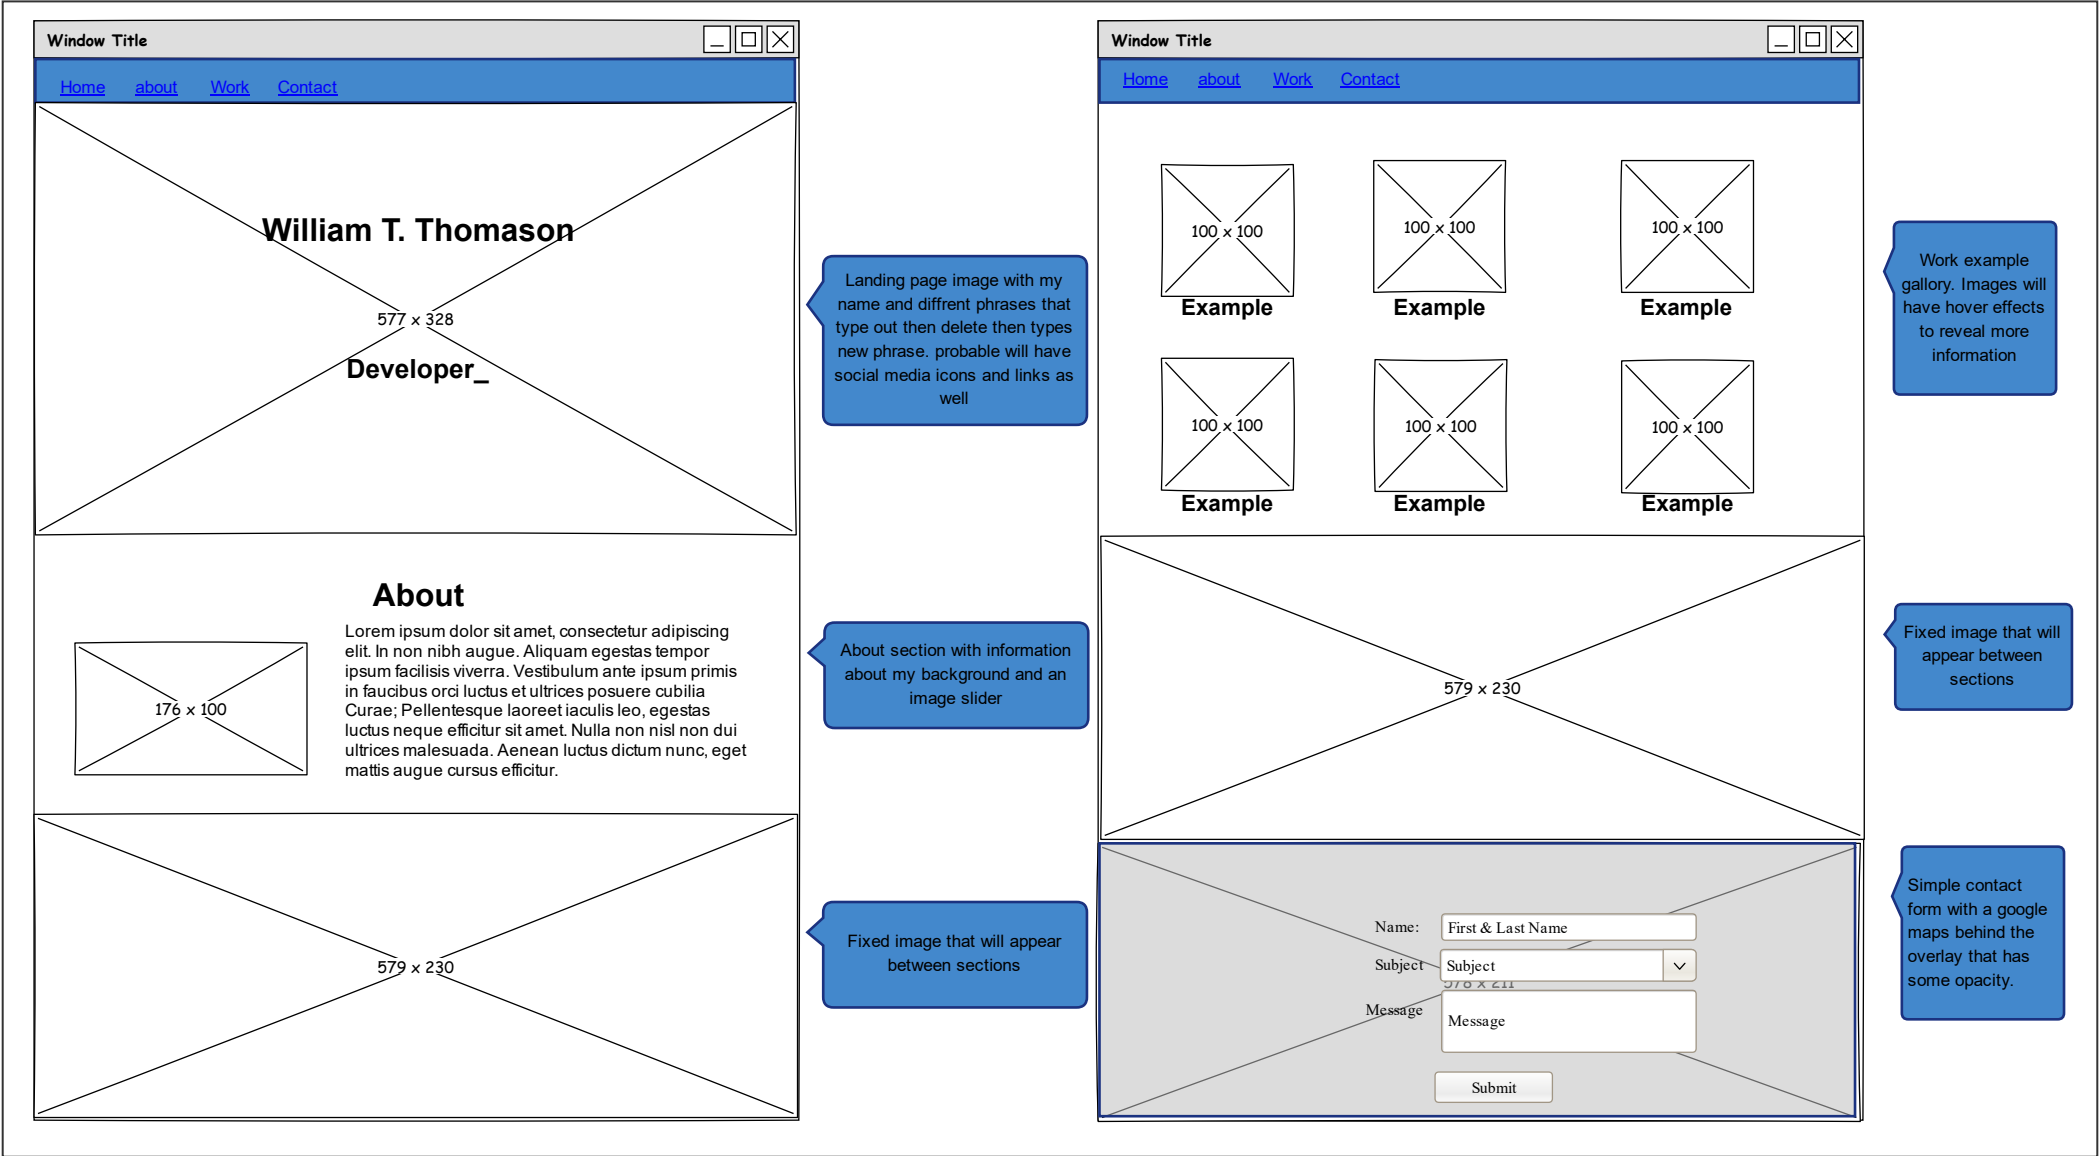 Window Title
Home about Work Contact
William T. Thomason
577 x 328
Developer_
About
Lorem ipsum dolor sit amet, consectetur adipiscing
elit. In non nibh augue. Aliquam egestas tempor
ipsum facilisis viverra. Vestibulum ante ipsum primis
in faucibus orci luctus et ultrices posuere cubilia
Curae; Pellentesque laoreet iaculis leo, egestas
luctus neque efficitur sit amet. Nulla non nisl non dui
ultrices malesuada. Aenean luctus dictum nunc, eget
mattis augue cursus efficitur.
176 x 100
579 x 230
Landing page image with my
name and diffrent phrases that
type out then delete then types
new phrase. probable will have
social media icons and links as
well
About section with information
about my background and an
image slider
Fixed image that will appear
between sections
Window Title
Home about Work Contact
100 x 100 100 x 100 100 x 100
Example Example Example
100 x 100 100 x 100 100 x 100
Example Example Example
579 x 230
Name: First & Last Name
Subject Subject
578 x 211
Message Message
Submit
Work example
gallory. Images will
have hover effects
to reveal more
information
Fixed image that will
appear between
sections
Simple contact
form with a google
maps behind the
overlay that has
some opacity.